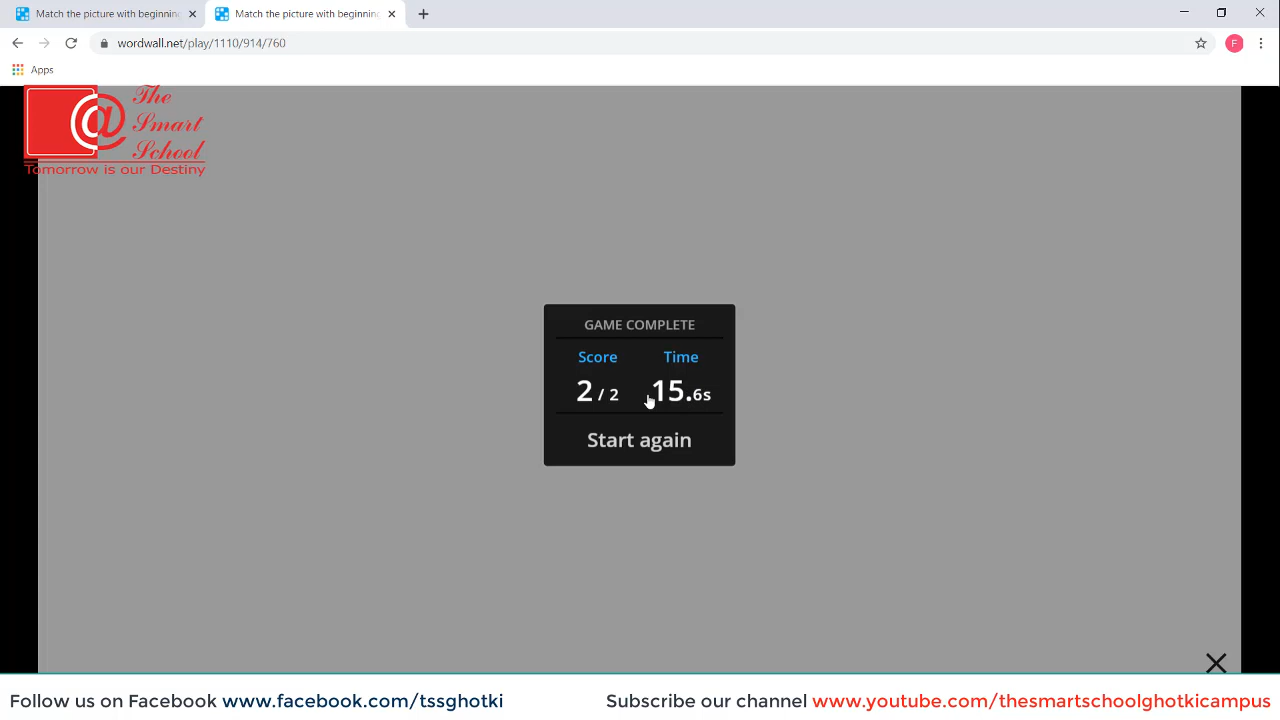 Match the picture with beginning
Match the picture with beginning
wordwall.net/play/1110/914/760
F
Apps
The
Smart
School
Tomorrow is our Destiny
GAME COMPLETE
Score Time
2 / 2 15.6s
Start again
Follow us on Facebook www.facebook.com/tssghotki
Subscribe our channel www.youtube.com/thesmartschoolghotkicampus